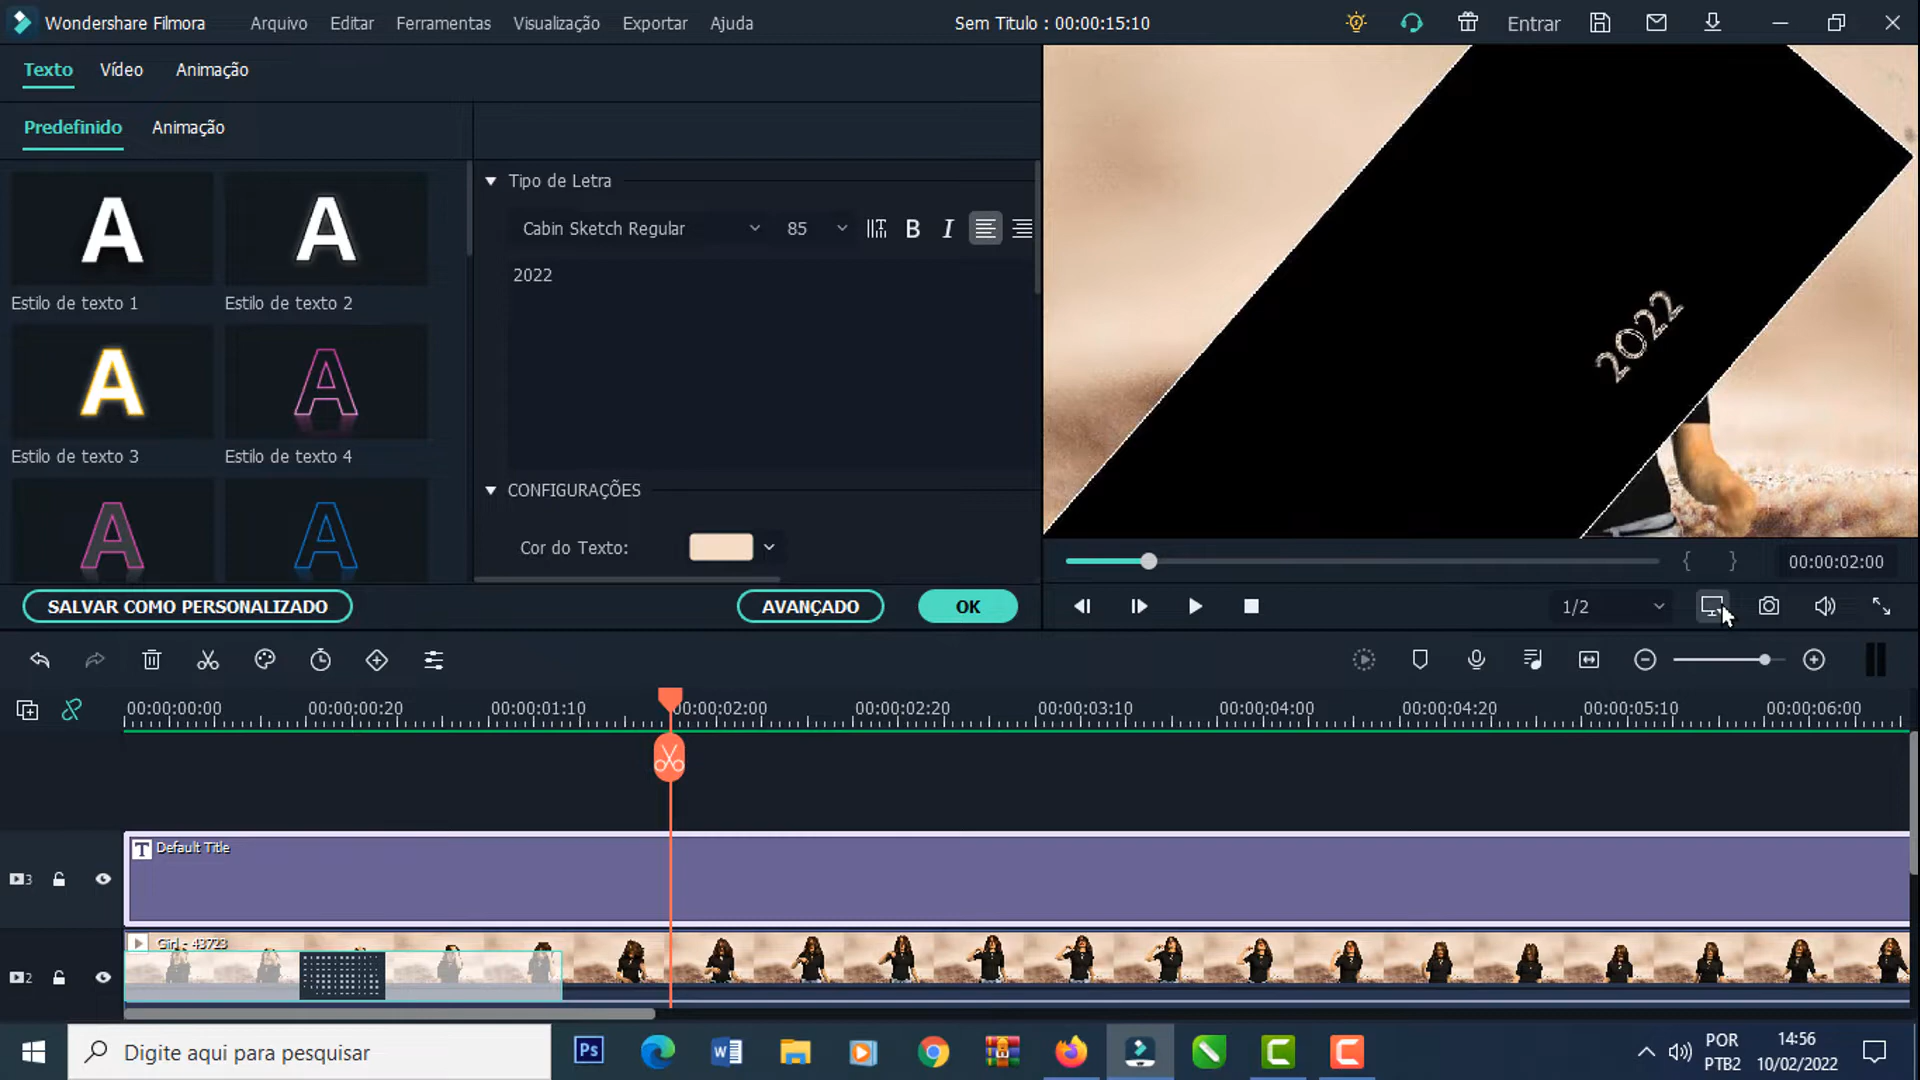 Wondershare Filmora Arquivo Editar Ferramentas Visualização Exportar Ajuda Sem Titulo : 00:00:15:10 Entrar
Texto Vídeo Animação
Predefinido Animação
Tipo de Letra
Cabin Sketch Regular 85 B I
2022
A A
Estilo de texto 1 Estilo de texto 2
A A
Estilo de texto 3 Estilo de texto 4
A A
CONFIGURAÇÕES
Cor do Texto:
2022
{ } 00:00:02:00
SALVAR COMO PERSONALIZADO AVANÇADO OK 1/2
00:00:00:00 00:00:00:20 00:00:01:10 00:00:02:00 00:00:02:20 00:00:03:10 00:00:04:00 00:00:04:20 00:00:05:10 00:00:06:00
T Default Title
3
Girl - 43723
2
Digite aqui para pesquisar
Ps
POR
PTB2
14:56
10/02/2022